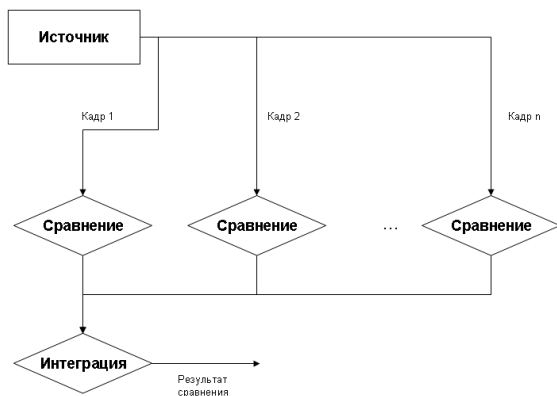 Источник
Кадр 1
Кадр 2
Кадр n
Сравнение
Сравнение
...
Сравнение
Интеграция
Результат
сравнения